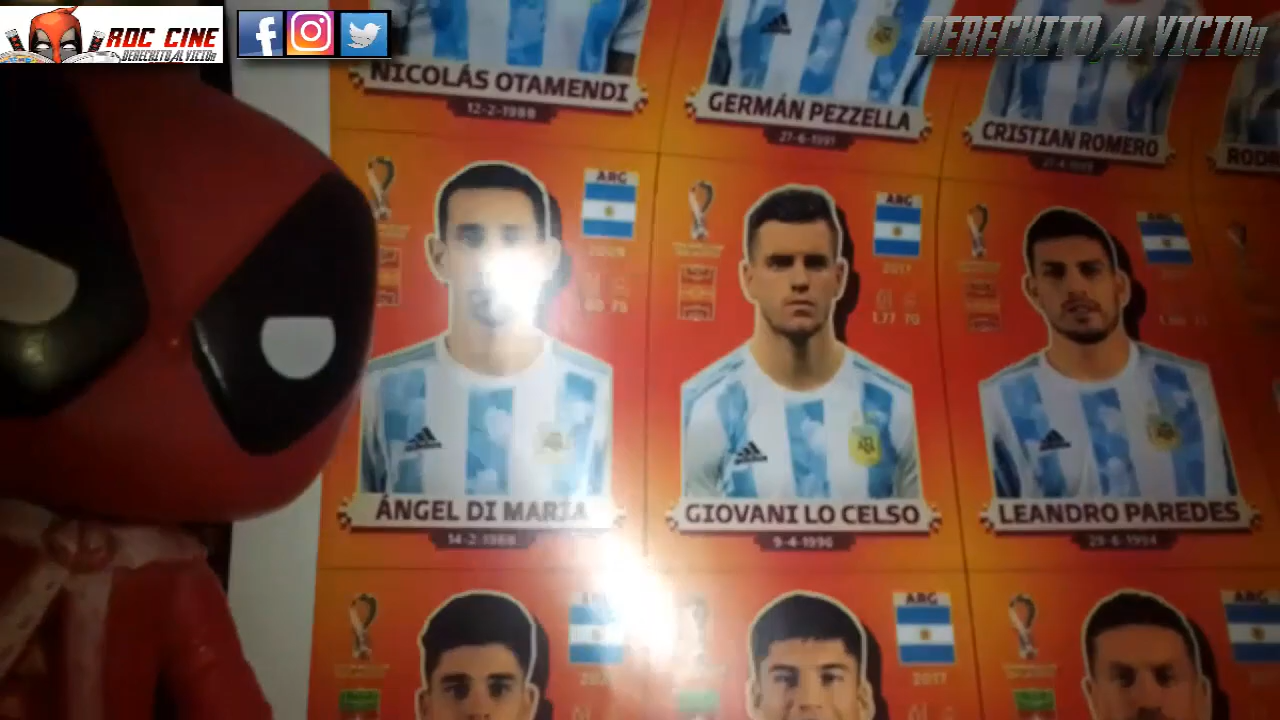 ROC CINE
DERECHITO AL VICIO!!
DERECHITO AL VICIO!!
NICOLÁS OTAMENDI
12-2-1988
GERMÁN PEZZELLA
27-6-1991
CRISTIAN ROMERO
ARG
ARG
2017
1.77 70
ARG
ÁNGEL DI MARIA
14-2-1988
GIOVANI LO CELSO
9-4-1996
LEANDRO PAREDES
29-6-1994
ARG
2017
ARG